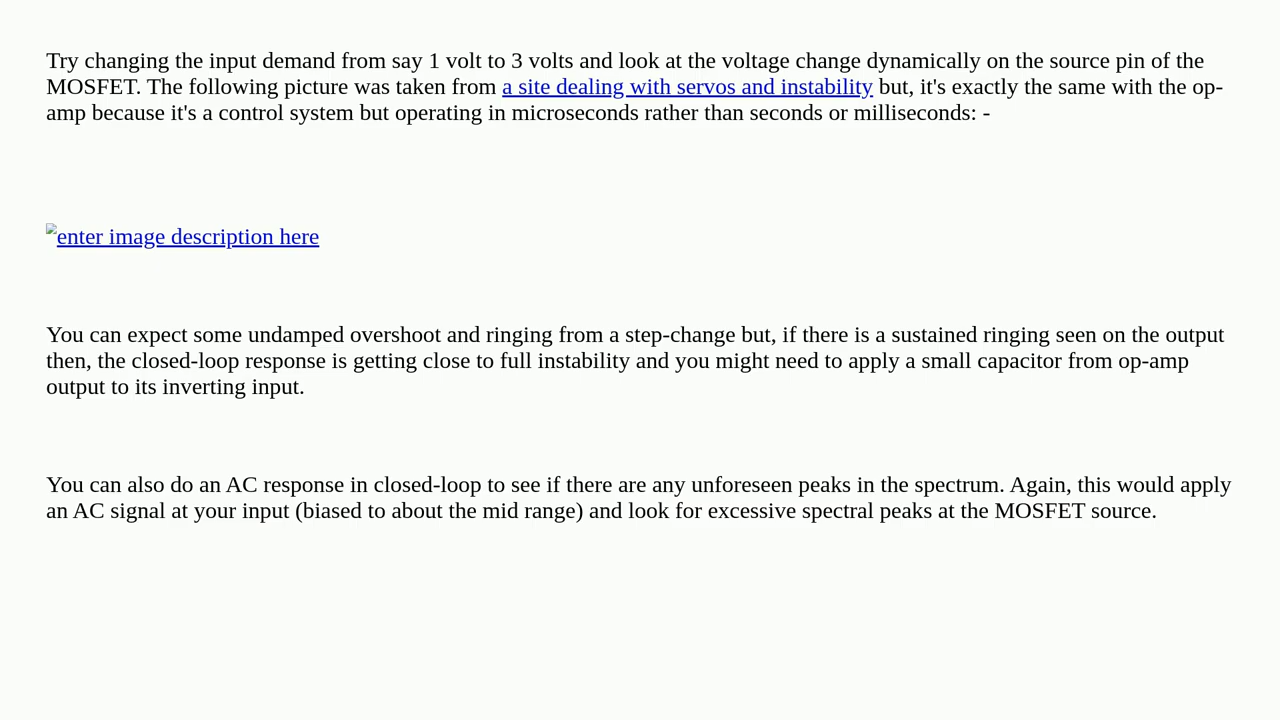 Try changing the input demand from say 1 volt to 3 volts and look at the voltage change dynamically on the source pin of the
MOSFET. The following picture was taken from a site dealing with servos and instability but, it's exactly the same with the op-
amp because it's a control system but operating in microseconds rather than seconds or milliseconds: -
enter image description here
You can expect some undamped overshoot and ringing from a step-change but, if there is a sustained ringing seen on the output
then, the closed-loop response is getting close to full instability and you might need to apply a small capacitor from op-amp
output to its inverting input.
You can also do an AC response in closed-loop to see if there are any unforeseen peaks in the spectrum. Again, this would apply
an AC signal at your input (biased to about the mid range) and look for excessive spectral peaks at the MOSFET source.